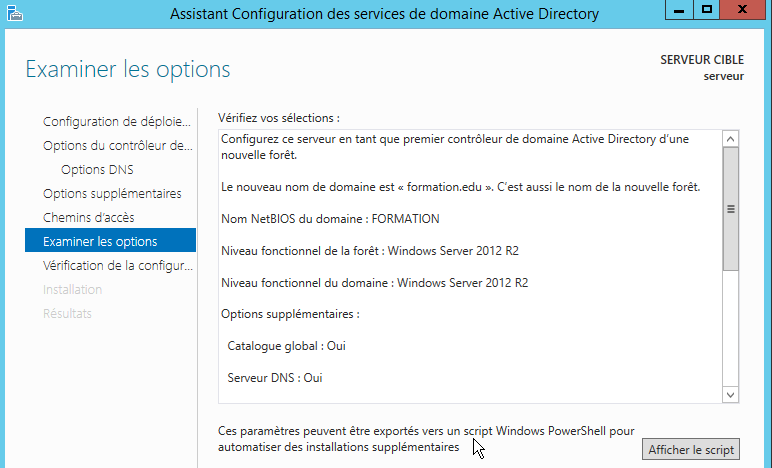 Assistant Configuration des services de domaine Active Directory
Examiner les options
SERVEUR CIBLE
serveur
Configuration de déploie...
Options du contrôleur de...
Options DNS
Options supplémentaires
Chemins d'accès
Examiner les options
Vérification de la configur...
Installation
Résultats
Vérifiez vos sélections :
Configurez ce serveur en tant que premier contrôleur de domaine Active Directory d'une
nouvelle forêt.
Le nouveau nom de domaine est « formation.edu ». C'est aussi le nom de la nouvelle forêt.
Nom NetBIOS du domaine : FORMATION
Niveau fonctionnel de la forêt : Windows Server 2012 R2
Niveau fonctionnel du domaine : Windows Server 2012 R2
Options supplémentaires :
Catalogue global : Oui
Serveur DNS : Oui
Ces paramètres peuvent être exportés vers un script Windows PowerShell pour
automatiser des installations supplémentaires
Afficher le script